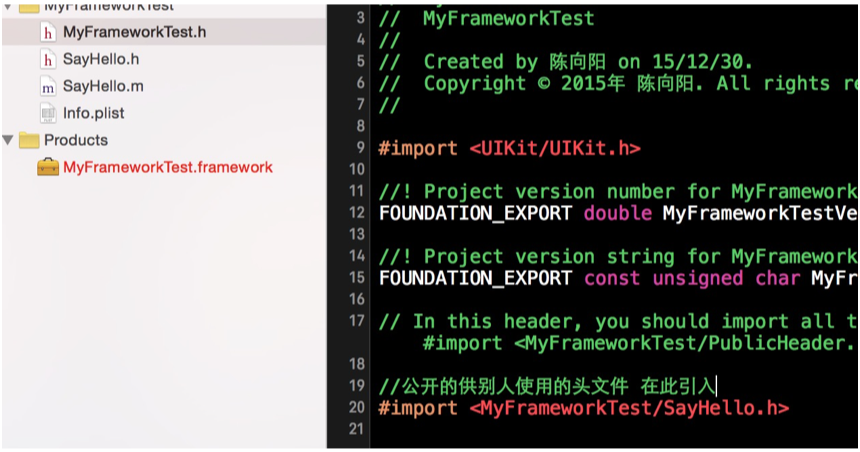 MyFrameworkTest
MyFrameworkTest.h
SayHello.h
SayHello.m
Info.plist
Products
MyFrameworkTest.framework
3 // MyFrameworkTest
4 //
5 // Created by 陈向阳 on 15/12/30.
6 // Copyright © 2015年 陈向阳. All rights re
7 //
8
9 #import <UIKit/UIKit.h>
10
11 //! Project version number for MyFramework
12 FOUNDATION_EXPORT double MyFrameworkTestVe
13
14 //! Project version string for MyFramework
15 FOUNDATION_EXPORT const unsigned char MyFr
16
17 // In this header, you should import all t
#import <MyFrameworkTest/PublicHeader.
18
19 //公开的供别人使用的头文件 在此引入
20 #import <MyFrameworkTest/SayHello.h>
21